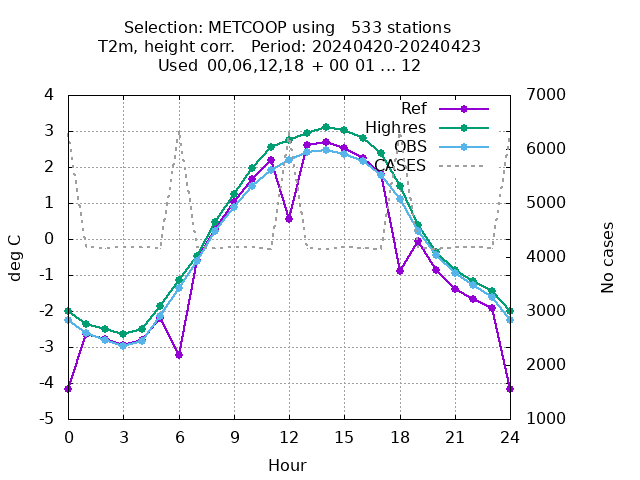 Selection: METCOOP using   533 stations
T2m, height corr.   Period: 20240420-20240423
Used  00,06,12,18  + 00 01 ... 12
4
3
2
1
0
-1
-2
-3
-4
-5
deg C
7000
6000
5000
4000
3000
2000
1000
No cases
Ref
Highres
OBS
CASES
0 3 6 9 12 15 18 21 24
Hour